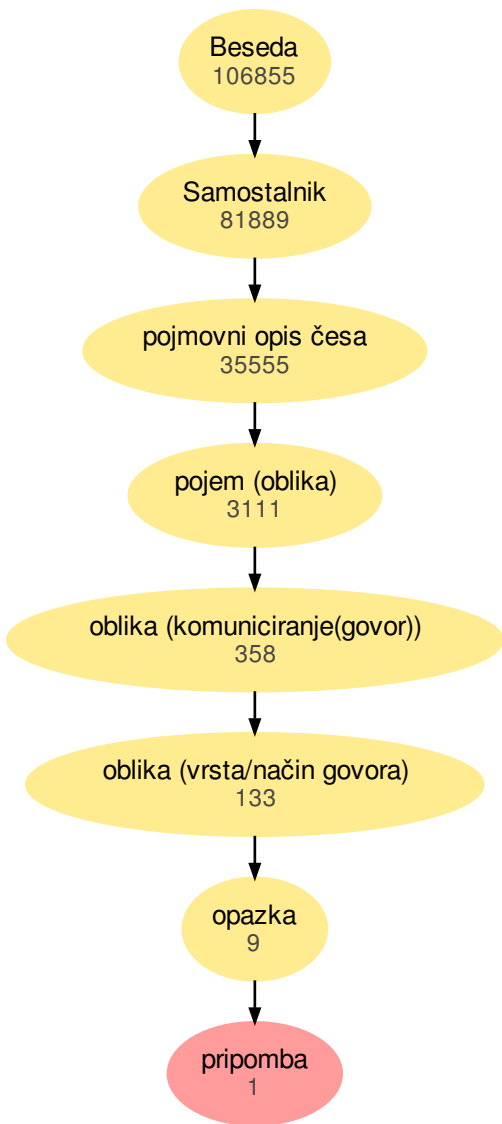 Beseda
106855
Samostalnik
81889
pojmovni opis česa
35555
pojem (oblika)
3111
oblika (komuniciranje(govor))
358
oblika (vrsta/način govora)
133
opazka
9
pripomba
1